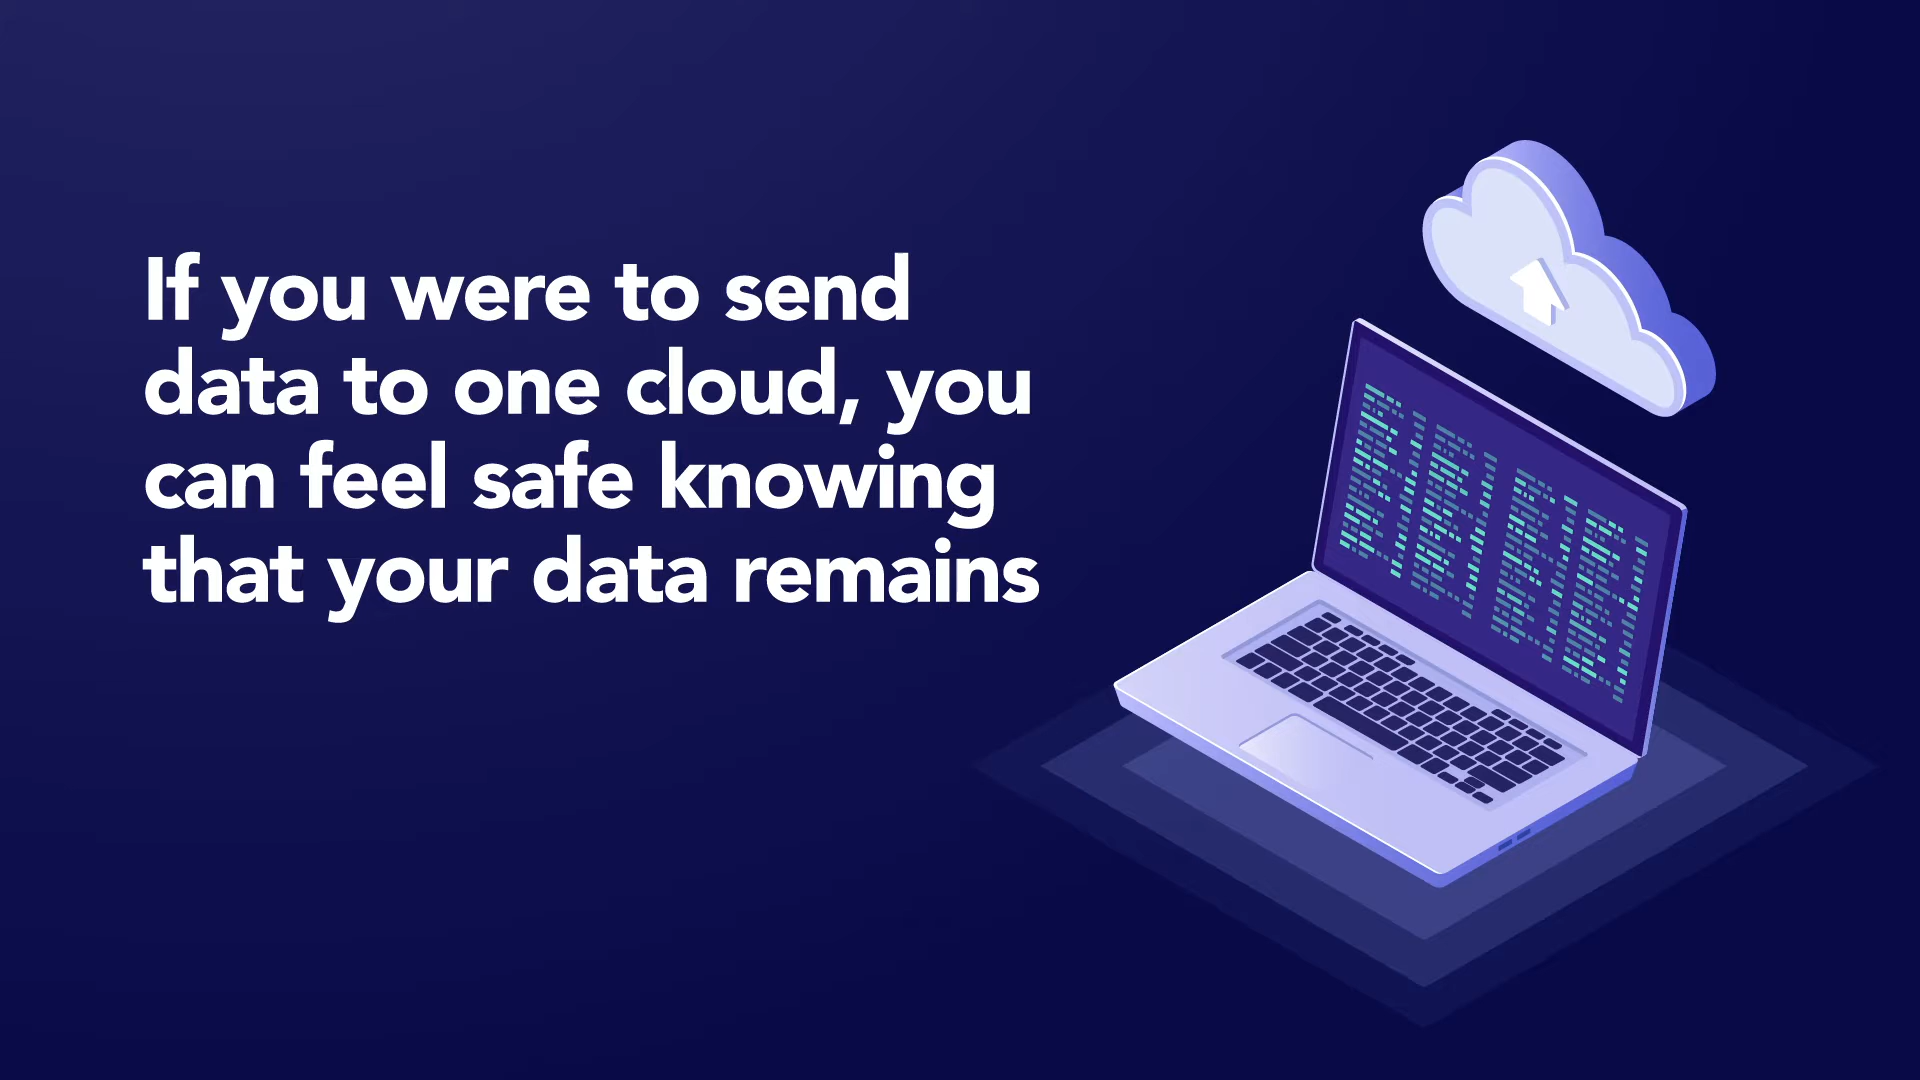 If you were to send
data to one cloud, you
can feel safe knowing
that your data remains